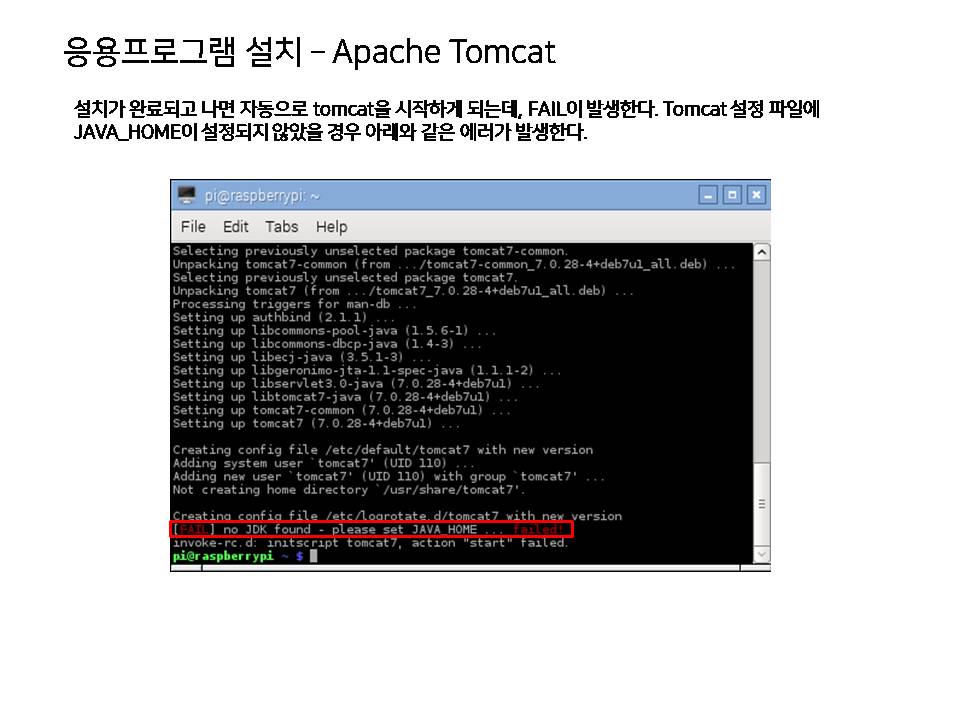 응용프로그램 설치 – Apache Tomcat
설치가 완료되고 나면 자동으로 tomcat을 시작하게 되는데, FAIL이 발생한다. Tomcat 설정 파일에
JAVA_HOME이 설정되지 않았을 경우 아래와 같은 에러가 발생한다.
pi@raspberrypi: ~
File Edit Tabs Help
Selecting previously unselected package tomcat7-common.
Unpacking tomcat7-common (from .../tomcat7-common_7.0.28-4+deb7u1_all.deb) ...
Selecting previously unselected package tomcat7.
Unpacking tomcat7 (from .../tomcat7_7.0.28-4+deb7u1_all.deb) ...
Processing triggers for man-db ...
Setting up authbind (2.1.1) ...
Setting up libcommons-pool-java (1.5.6-1) ...
Setting up libcommons-dbcp-java (1.4-3) ...
Setting up libecj-java (3.5.1-3) ...
Setting up libgeronimo-jta-1.1-spec-java (1.1.1-2) ...
Setting up libservlet3.0-java (7.0.28-4+deb7u1) ...
Setting up libtomcat7-java (7.0.28-4+deb7u1) ...
Setting up tomcat7-common (7.0.28-4+deb7u1) ...
Setting up tomcat7 (7.0.28-4+deb7u1) ...
Creating config file /etc/default/tomcat7 with new version
Adding system user `tomcat7' (UID 110) ...
Adding new user `tomcat7' (UID 110) with group `tomcat7' ...
Not creating home directory `/usr/share/tomcat7'.
Creating config file /etc/logrotate.d/tomcat7 with new version
[FAIL] no JDK found - please set JAVA_HOME ... failed!
invoke-rc.d: initscript tomcat7, action "start" failed.
pi@raspberrypi ~ $